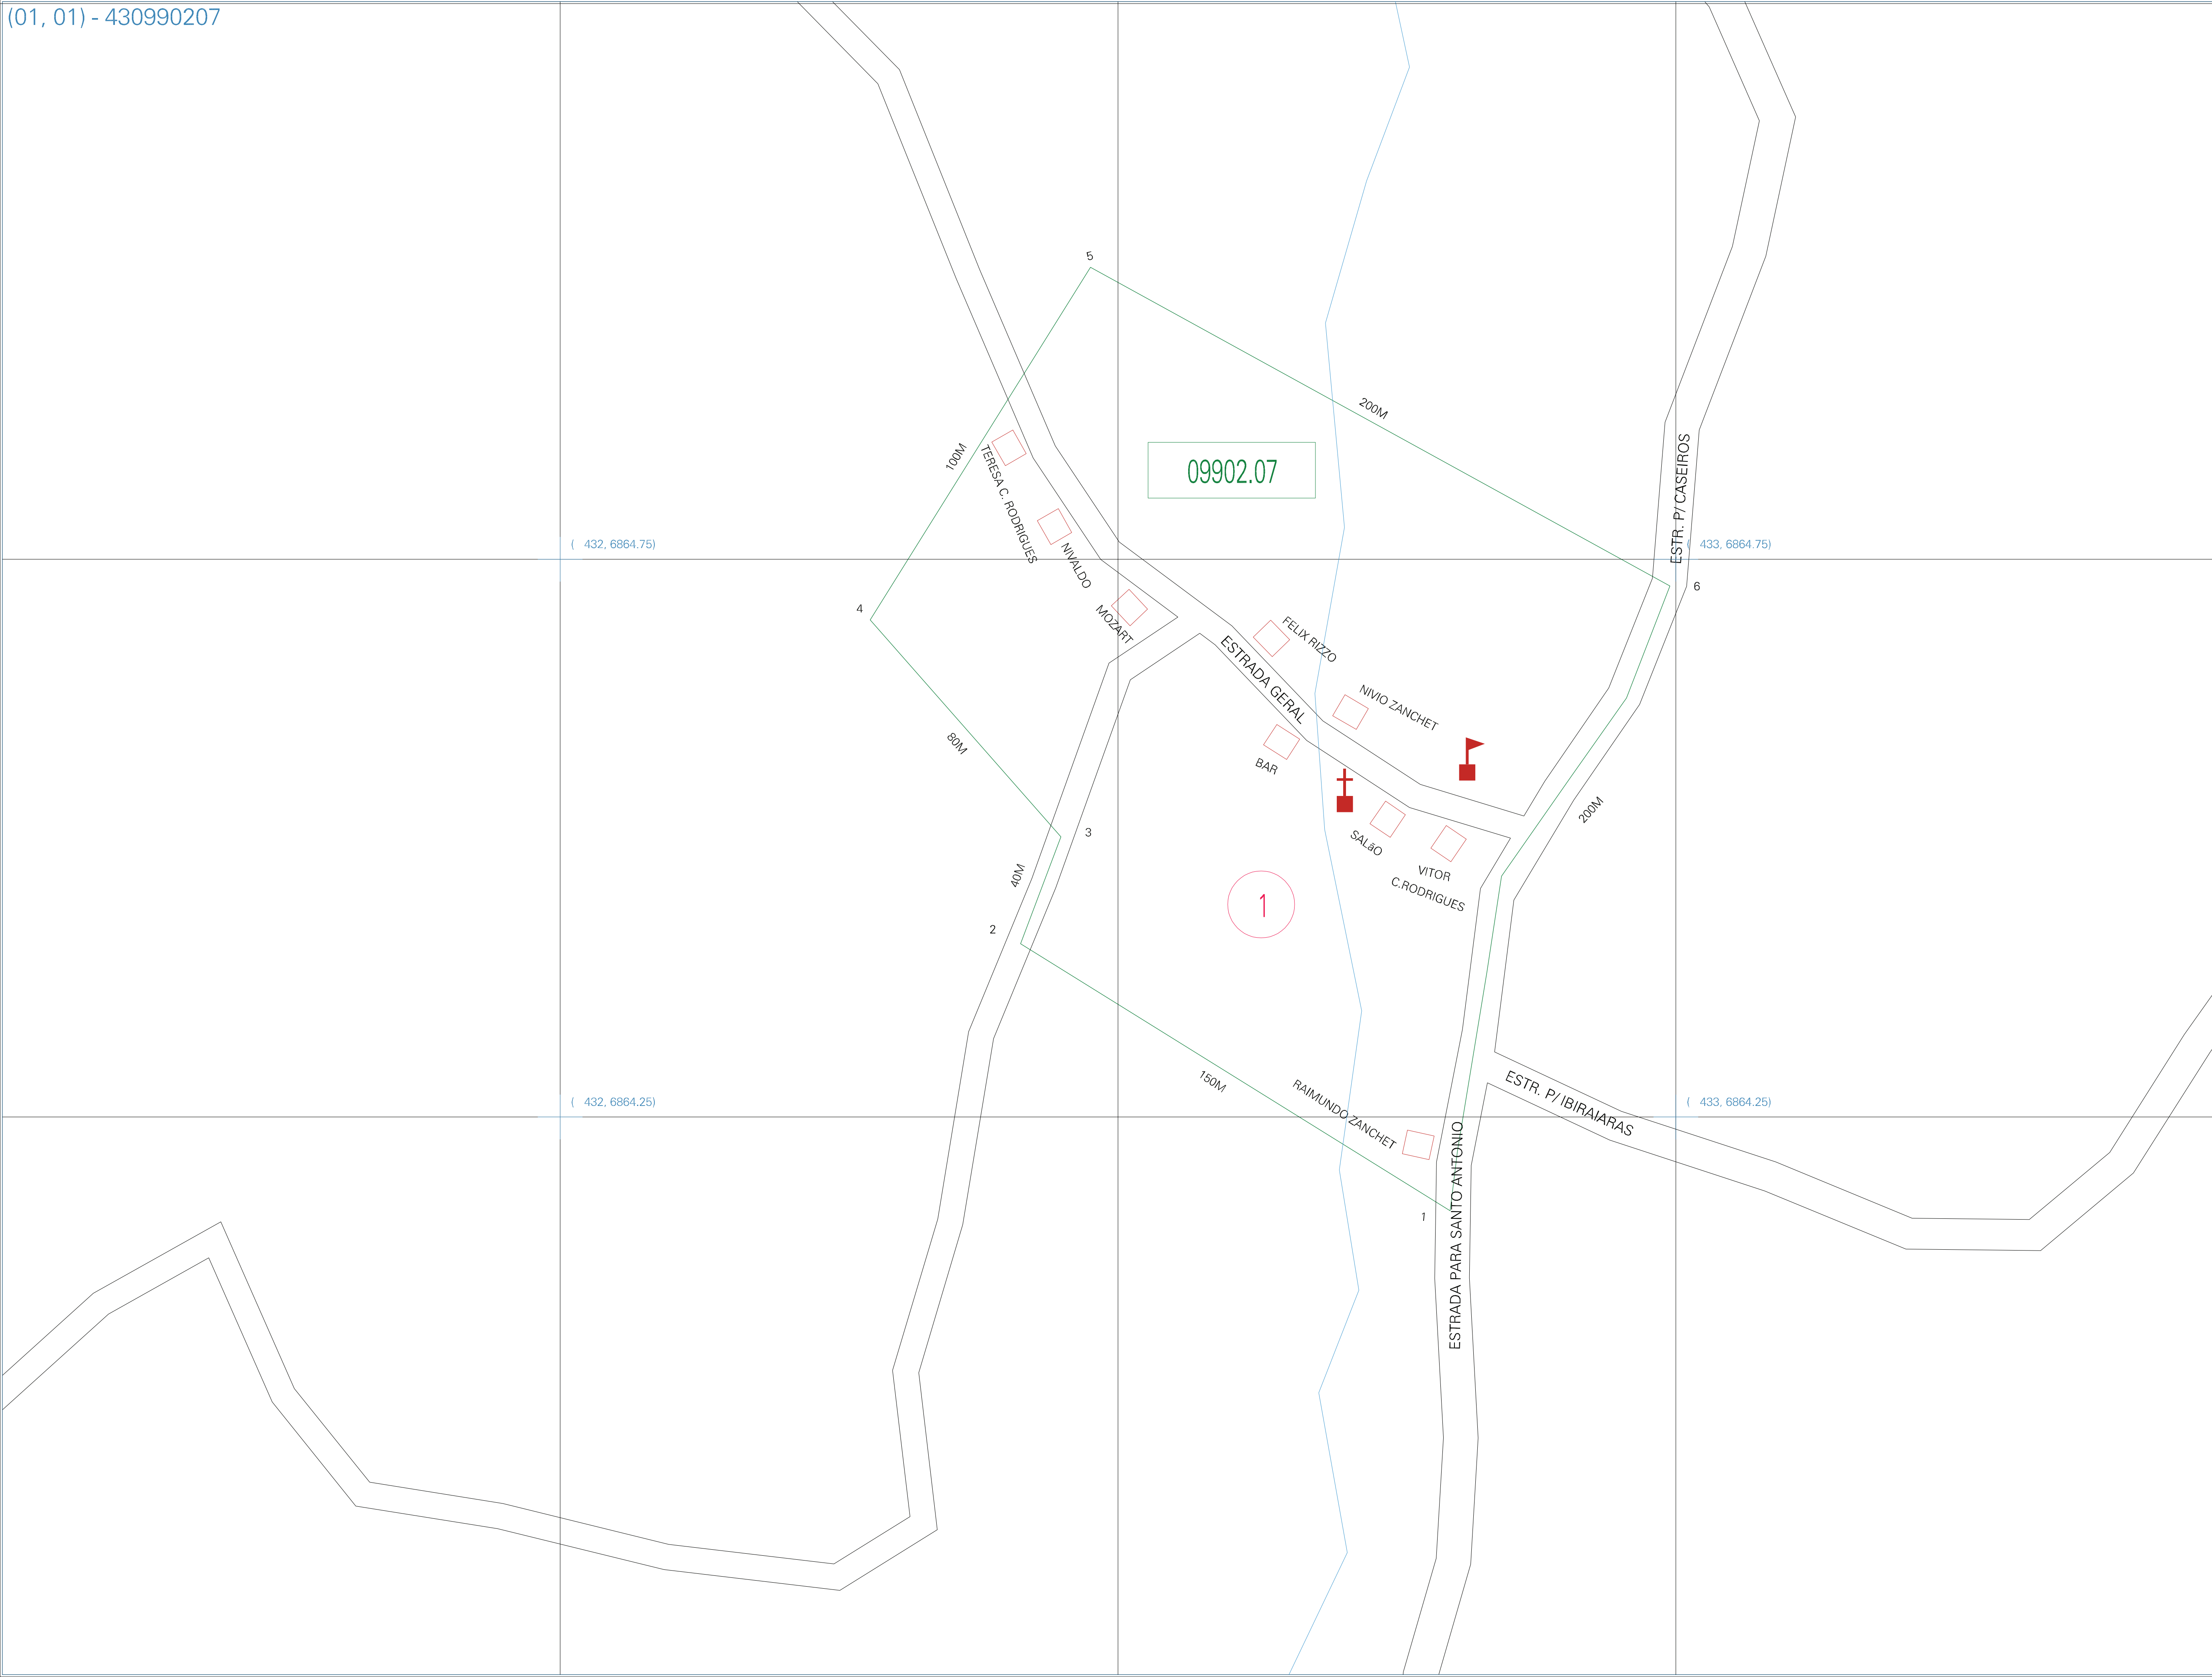 (01, 01) - 430990207
5
200M
ESTR. P/ CASEIROS
100M
TERESA C. RODRIGUES
09902.07
( 432, 6864.75)
( 433, 6864.75)
NIVALDO
6
4
MOZART
FELIX RIZZO
ESTRADA GERAL
NIVIO ZANCHET
80M
BAR
200M
3
SALãO
40M
VITOR
C.RODRIGUES
1
2
150M
RAIMUNDO ZANCHET
ESTR. P/ IBIRAIARAS
( 432, 6864.25)
( 433, 6864.25)
1
ESTRADA PARA SANTO ANTONIO